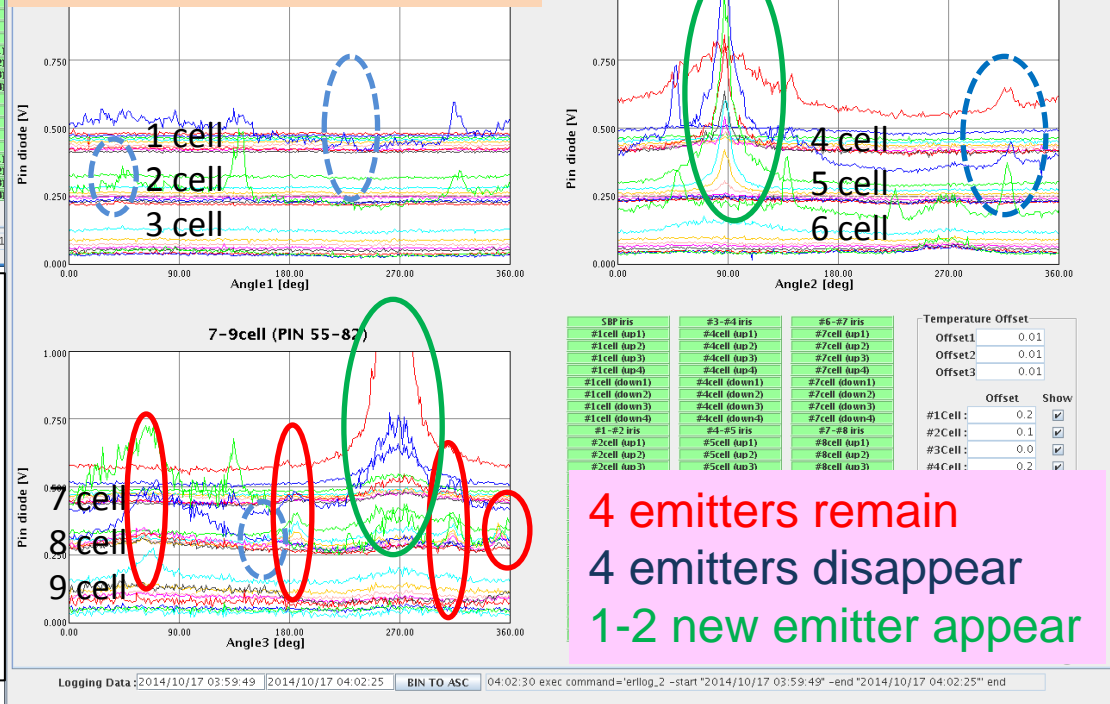 0.750
0.500
0.250
0.000
Pin diode [V]
1 cell
2 cell
3 cell
0.00
90.00
180.00
270.00
360.00
Angle1 [deg]
0.750
0.500
0.250
0.000
Pin diode [V]
4 cell
5 cell
6 cell
0.00
90.00
180.00
270.00
360.00
Angle2 [deg]
7-9cell (PIN 55-82)
1.000
0.750
0.500
0.250
0.000
Pin diode [V]
7 cell
8 cell
9 cell
0.00
90.00
180.00
270.00
360.00
Angle3 [deg]
SBP iris #3-#4 iris #6-#7 iris
#1cell (up1) #4cell (up1) #7cell (up1)
#1cell (up2) #4cell (up2) #7cell (up2)
#1cell (up3) #4cell (up3) #7cell (up3)
#1cell (up4) #4cell (up4) #7cell (up4)
#1cell (down1) #4cell (down1) #7cell (down1)
#1cell (down2) #4cell (down2) #7cell (down2)
#1cell (down3) #4cell (down3) #7cell (down3)
#1cell (down4) #4cell (down4) #7cell (down4)
#1-#2 iris #4-#5 iris #7-#8 iris
#2cell (up1) #5cell (up1) #8cell (up1)
#2cell (up2) #5cell (up2) #8cell (up2)
#2cell (up3) #5cell (up3) #8cell (up3)
Temperature Offset
Offset1 0.01
Offset2 0.01
Offset3 0.01
Offset Show
#1Cell : 0.2
#2Cell : 0.1
#3Cell : 0.0
#4Cell : 0.2
4 emitters remain
4 emitters disappear
1-2 new emitter appear
Logging Data : 2014/10/17 03:59:49 2014/10/17 04:02:25 BIN TO ASC 04:02:30 exec command='erllog_2 -start "2014/10/17 03:59:49" -end "2014/10/17 04:02:25"' end